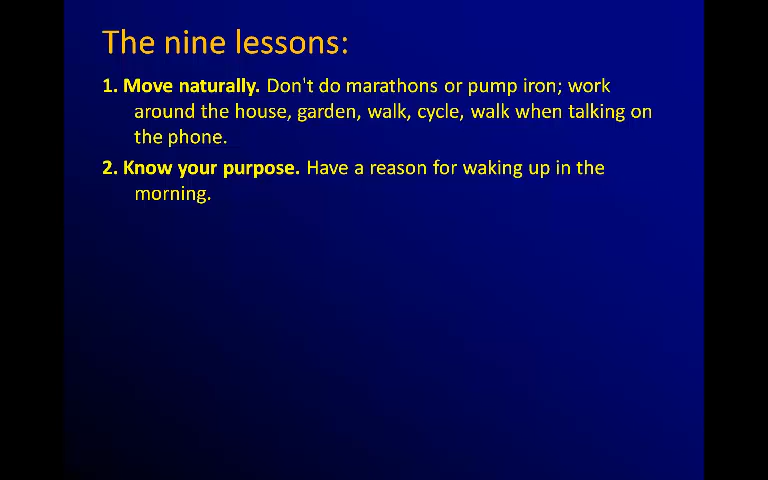 The nine lessons:
1. Move naturally. Don't do marathons or pump iron; work
around the house, garden, walk, cycle, walk when talking on
the phone.
2. Know your purpose. Have a reason for waking up in the
morning.